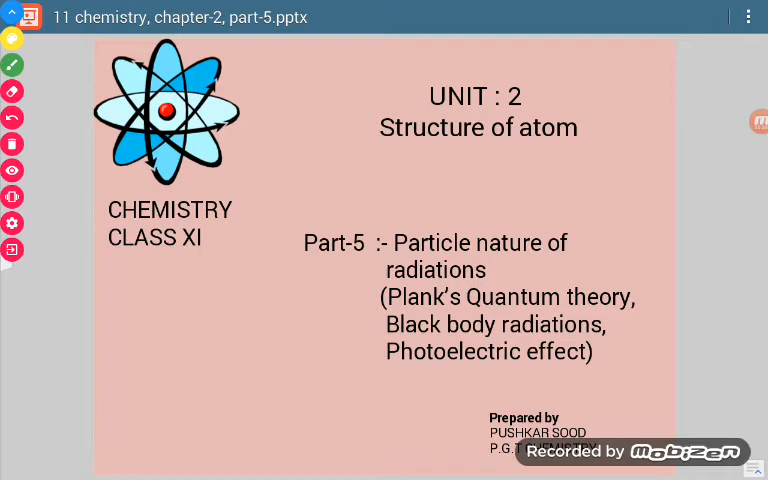 11 chemistry, chapter-2, part-5.pptx
UNIT : 2
Structure of atom
CHEMISTRY
CLASS XI
Part-5 :- Particle nature of
radiations
(Plank's Quantum theory,
Black body radiations,
Photoelectric effect)
Prepared by
PUSHKAR SOOD
P.G.T CHEMISTRY
Recorded by mobizen